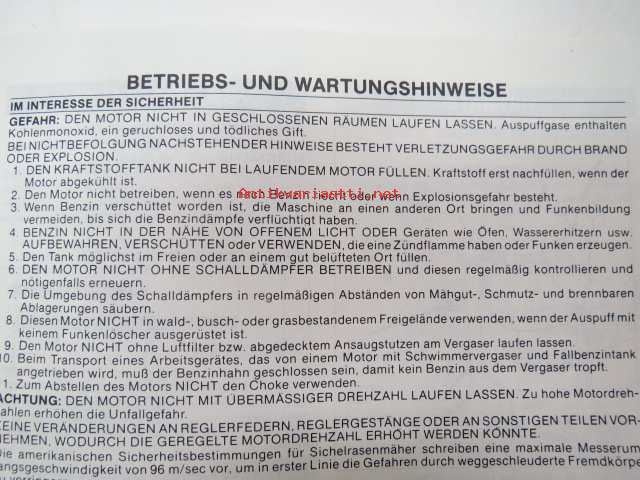 BETRIEBS- UND WARTUNGSHINWEISE
IM INTERESSE DER SICHERHEIT
GEFAHR: DEN MOTOR NICHT IN GESCHLOSSENEN RÄUMEN LAUFEN LASSEN. Auspuffgase enthalten
Kohlenmonoxid, ein geruchloses und tödliches Gift.
BEI NICHTBEFOLGUNG NACHSTEHENDER HINWEISE BESTEHT VERLETZUNGSGEFAHR DURCH BRAND
ODER EXPLOSION.
1. DEN KRAFTSTOFFTANK NICHT BEI LAUFENDEM MOTOR FÜLLEN. Kraftstoff erst nachfüllen, wenn der
Motor abgekühlt ist.
2. Den Motor nicht betreiben, wenn es nach Benzin riecht oder wenn Explosionsgefahr besteht.
3. Wenn Benzin verschüttet worden ist, die Maschine an einen anderen Ort bringen und Funkenbildung
vermeiden, bis sich die Benzindämpfe verflüchtigt haben.
4. BENZIN NICHT IN DER NÄHE VON OFFENEM LICHT ODER Geräten wie Öfen, Wassererhitzern usw.
AUFBEWAHREN, VERSCHÜTTEN oder VERWENDEN, die eine Zündflamme haben oder Funken erzeugen.
5. Den Tank möglichst im Freien oder an einem gut belüfteten Ort füllen.
6. DEN MOTOR NICHT OHNE SCHALLDÄMPFER BETREIBEN und diesen regelmäßig kontrollieren und
nötigenfalls erneuern.
7. Die Umgebung des Schalldämpfers in regelmäßigen Abständen von Mähgut-, Schmutz- und brennbaren
Ablagerungen säubern.
8. Diesen Motor NICHT in wald-, busch- oder grasbestandenem Freigelände verwenden, wenn der Auspuff mit
keinem Funkenlöscher ausgerüstet ist.
9. Den Motor NICHT ohne Luftfilter bzw. abgedecktem Ansaugstutzen am Vergaser laufen lassen.
10. Beim Transport eines Arbeitsgerätes, das von einem Motor mit Schwimmervergaser und Fallbenzintank
angetrieben wird, muß der Benzinhahn geschlossen sein, damit kein Benzin aus dem Vergaser tropft.
1. Zum Abstellen des Motors NICHT den Choke verwenden.
ACHTUNG: DEN MOTOR NICHT MIT ÜBERMÄSSIGER DREHZAHL LAUFEN LASSEN. Zu hohe Motordreh-
ahlen erhöhen die Unfallgefahr.
EINE VERÄNDERUNGEN AN REGLERFEDERN, REGLERGESTÄNGE ODER AN SONSTIGEN TEILEN VOR-
NEHMEN, WODURCH DIE GEREGELTE MOTORDREHZAHL ERHÖHT WERDEN KÖNNTE.
Die amerikanischen Sicherheitsbestimmungen für Sichelrasenmäher schreiben eine maximale Messerum
angsgeschwindigkeit von 96 m/sec vor, um in erster Linie die Gefahren durch weggeschleuderte Fremdkörpe